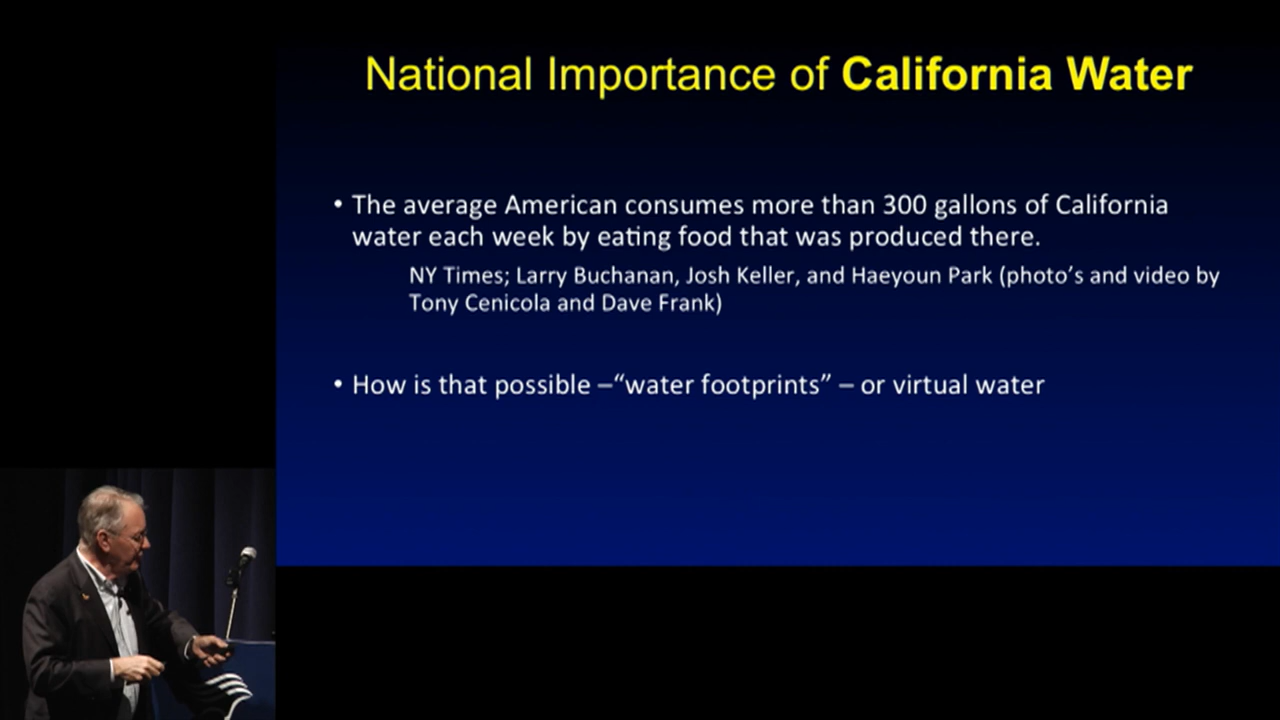 National Importance of California Water
• The average American consumes more than 300 gallons of California
water each week by eating food that was produced there.
NY Times; Larry Buchanan, Josh Keller, and Haeyoun Park (photo's and video by
Tony Cenicola and Dave Frank)
• How is that possible –“water footprints” – or virtual water